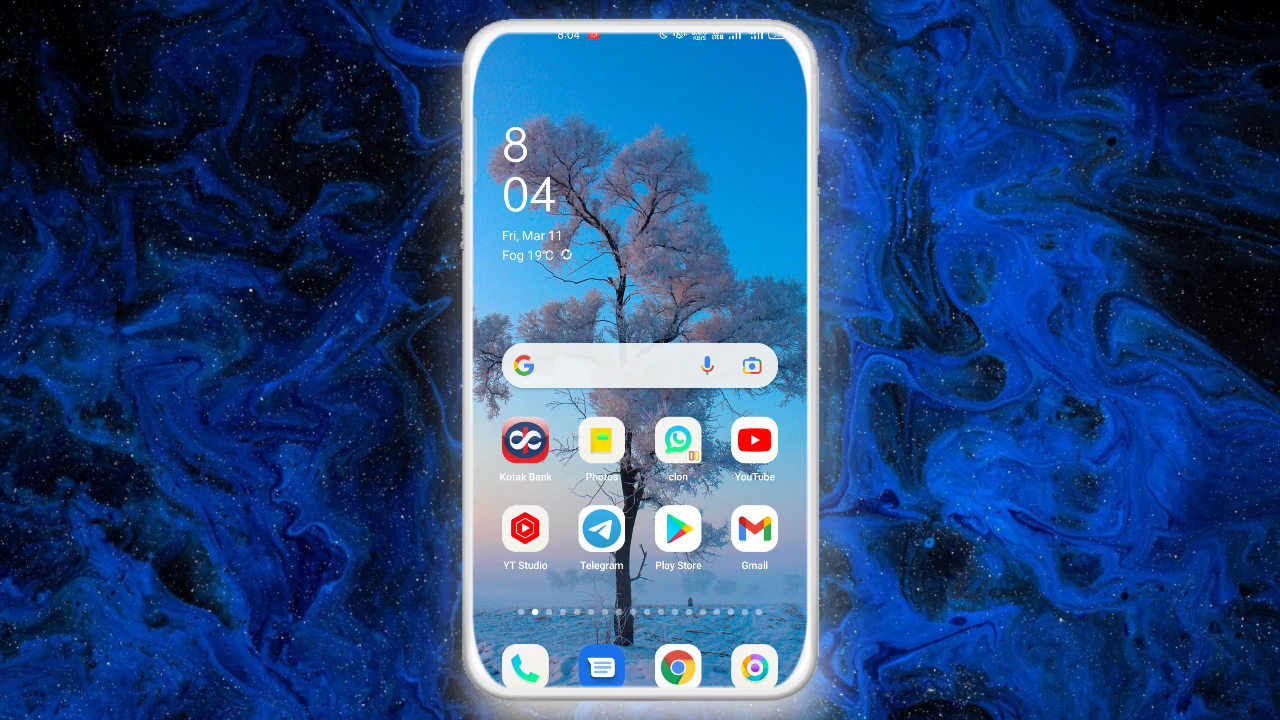 8:04
8
04
Fri, Mar 11
Fog 19°C
Kotak Bank
Photos
clon
YouTube
YT Studio
Telegram
Play Store
Gmail